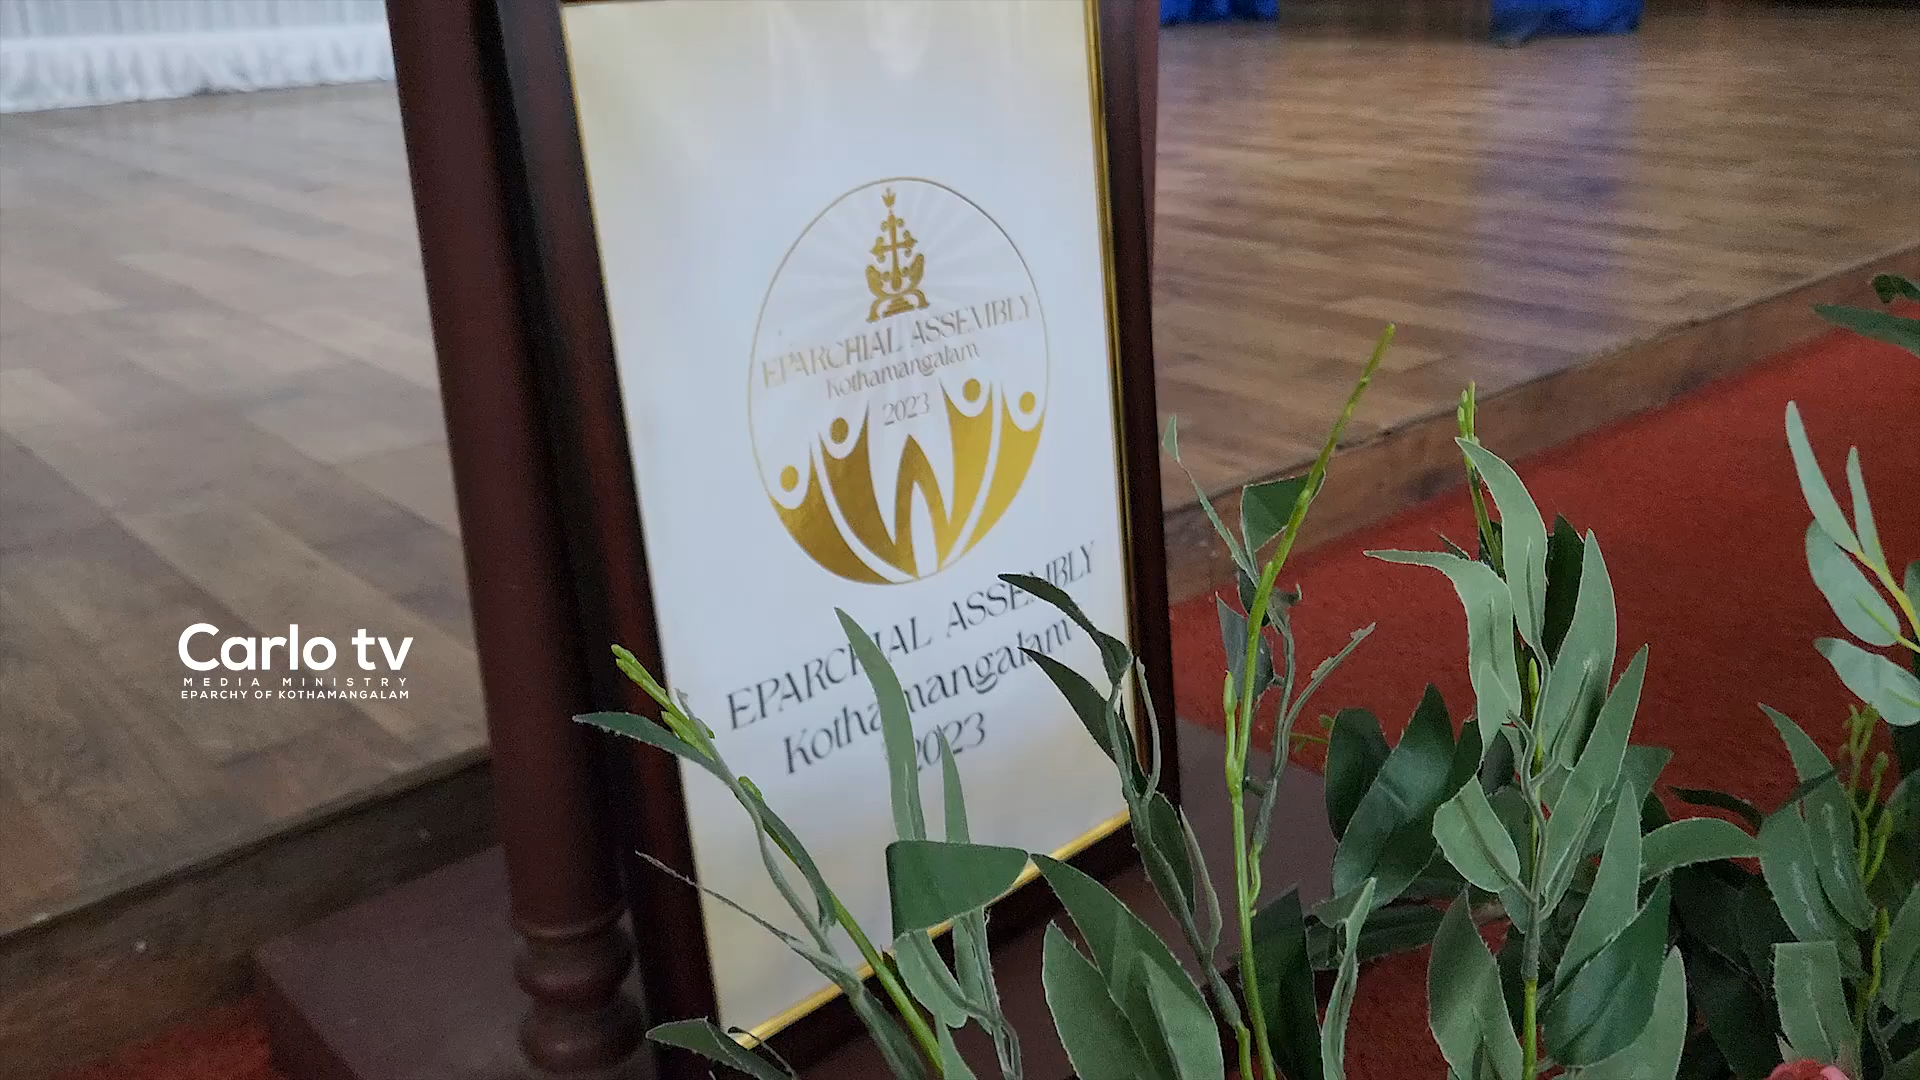 EPARCHIAL ASSEMBLY
Kothamangalam
2023
EPARCHIAL ASSEMBLY
Kothamangalam
2023
Carlo tv
MEDIA MINISTRY
EPARCHY OF KOTHAMANGALAM